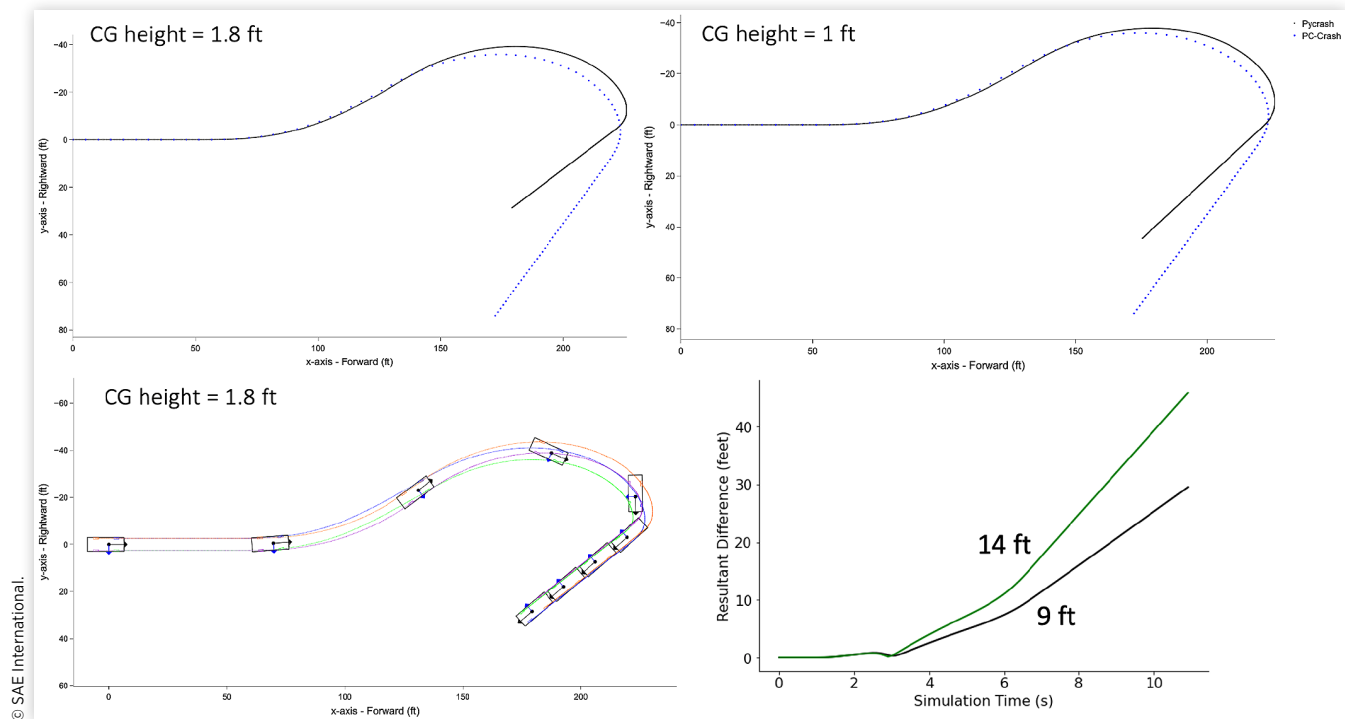 CG height = 1.8 ft
−40
−20
0
20
40
60
80
y-axis - Rightward (ft)
0
50
100
150
200
x-axis - Forward (ft)
CG height = 1 ft
Pycrash
PC-Crash
−40
−20
0
20
40
60
80
y-axis - Rightward (ft)
0
50
100
150
200
x-axis - Forward (ft)
CG height = 1.8 ft
−60
−40
−20
0
20
40
60
y-axis - Rightward (ft)
0
50
100
150
200
x-axis - Forward (ft)
40
30
20
10
0
Resultant Difference (feet)
14 ft
9 ft
0
2
4
6
8
10
Simulation Time (s)
© SAE International.